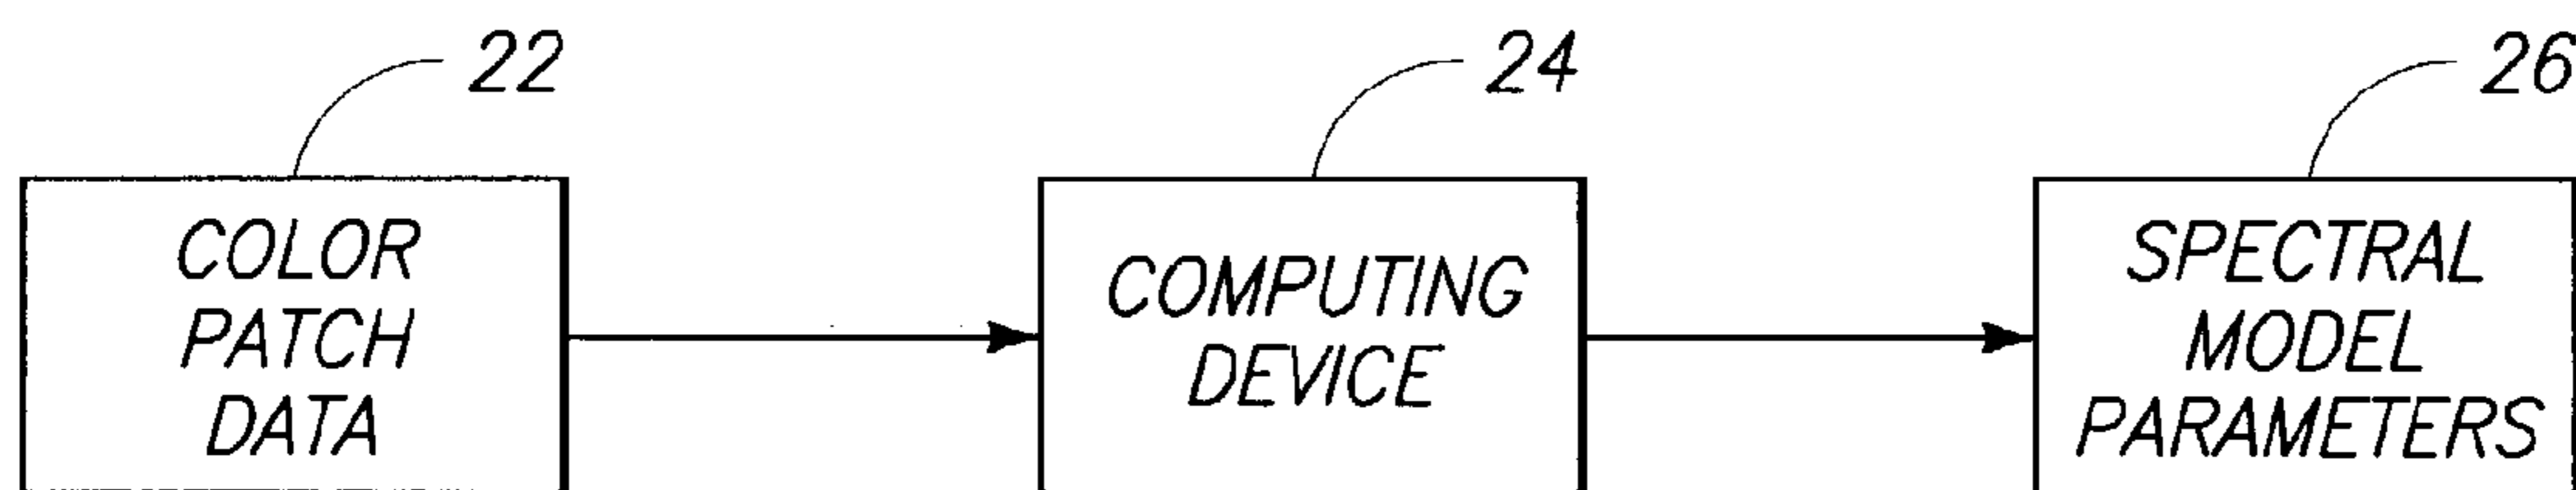 22
24
26
COLOR
PATCH
DATA
COMPUTING
DEVICE
SPECTRAL
MODEL
PARAMETERS